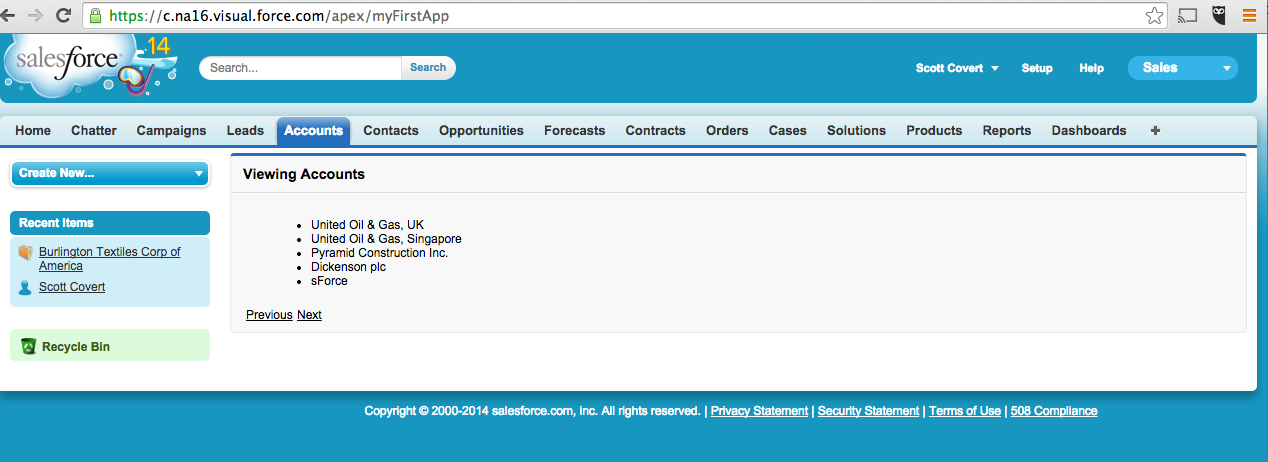 https://c.na16.visual.force.com/apex/myFirstApp
salesforce 14
Search... Search
Scott Covert Setup Help Sales
Home Chatter Campaigns Leads Accounts Contacts Opportunities Forecasts Contracts Orders Cases Solutions Products Reports Dashboards +
Create New...
Viewing Accounts
Recent Items
Burlington Textiles Corp of
America
Scott Covert
• United Oil & Gas, UK
• United Oil & Gas, Singapore
• Pyramid Construction Inc.
• Dickenson plc
• sForce
Previous Next
Recycle Bin
Copyright © 2000-2014 salesforce.com, inc. All rights reserved. | Privacy Statement | Security Statement | Terms of Use | 508 Compliance